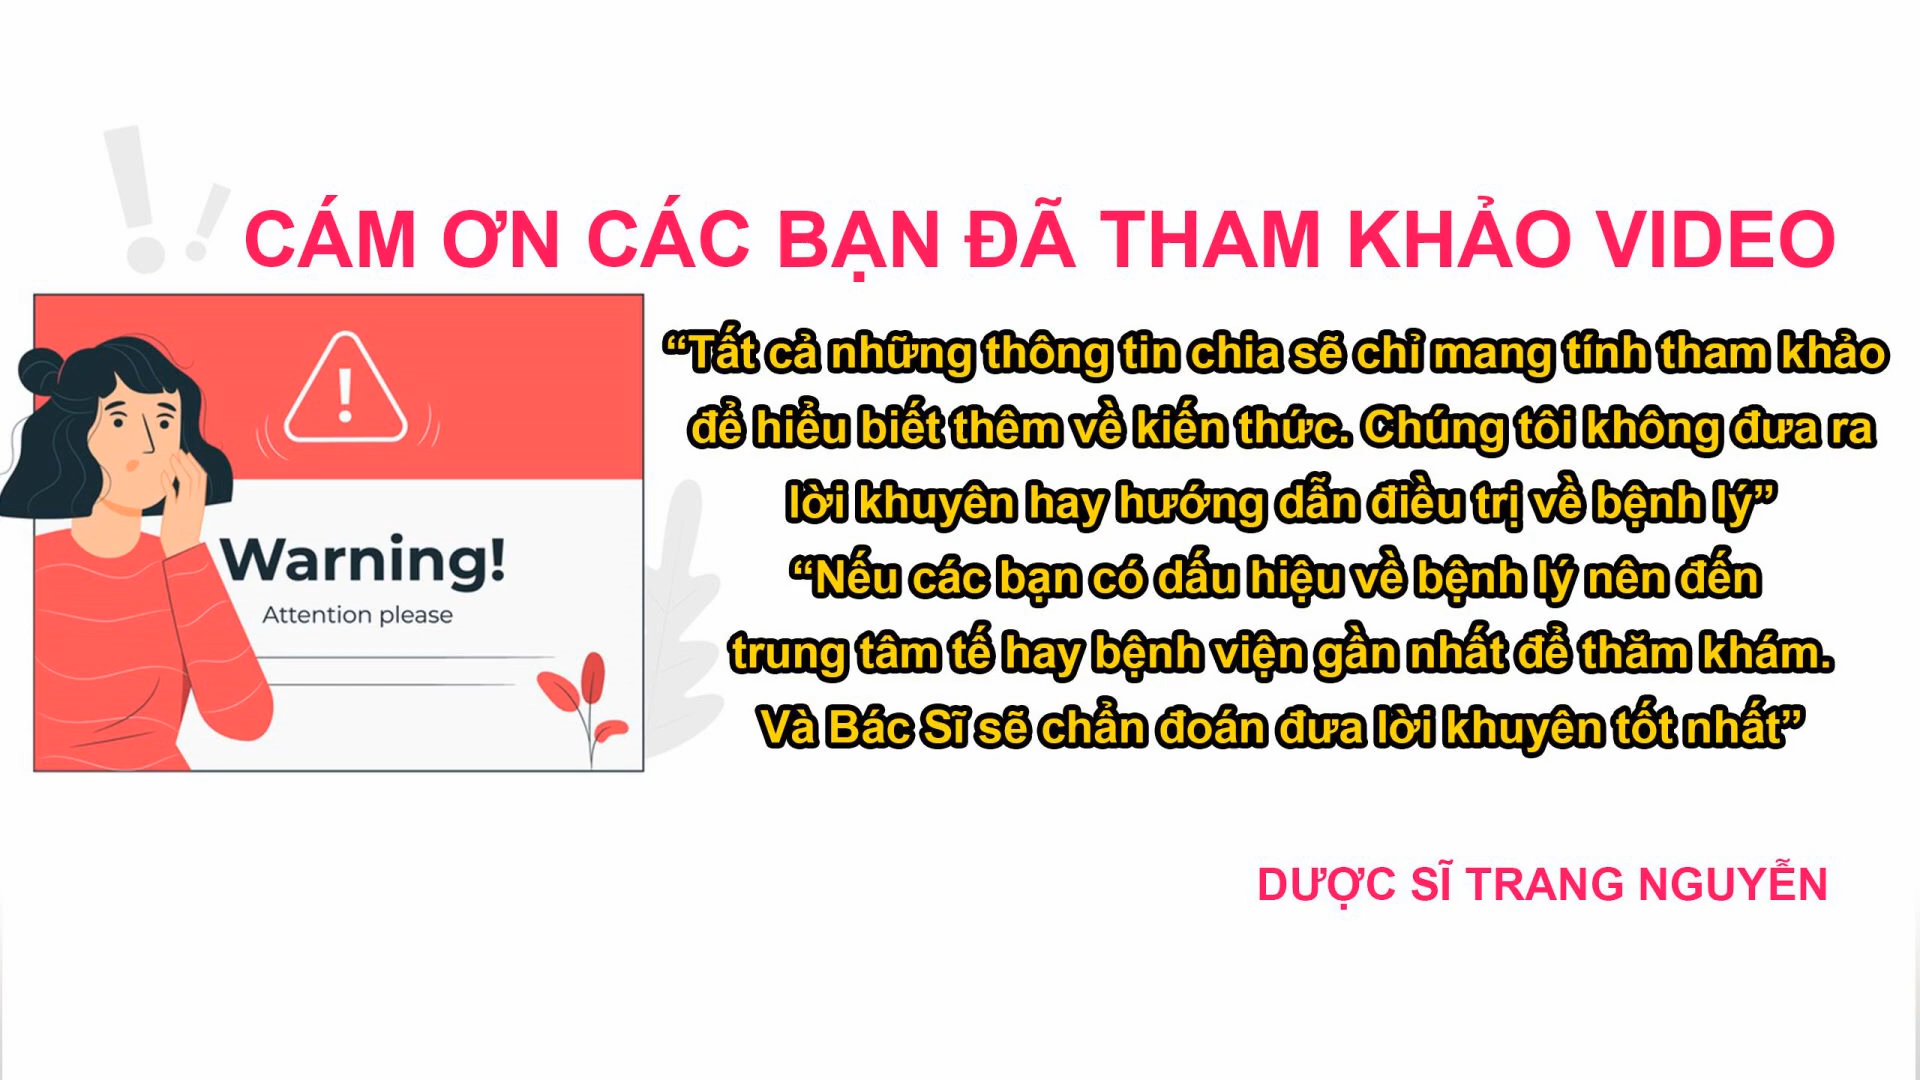 CÁM ƠN CÁC BẠN ĐÃ THAM KHẢO VIDEO
Warning!
Attention please
“Tất cả những thông tin chia sẽ chỉ mang tính tham khảo
để hiểu biết thêm về kiến thức. Chúng tôi không đưa ra
lời khuyên hay hướng dẫn điều trị về bệnh lý”
“Nếu các bạn có dấu hiệu về bệnh lý nên đến
trung tâm tế hay bệnh viện gần nhất để thăm khám.
Và Bác Sĩ sẽ chẩn đoán đưa lời khuyên tốt nhất”
DƯỢC SĨ TRANG NGUYỄN